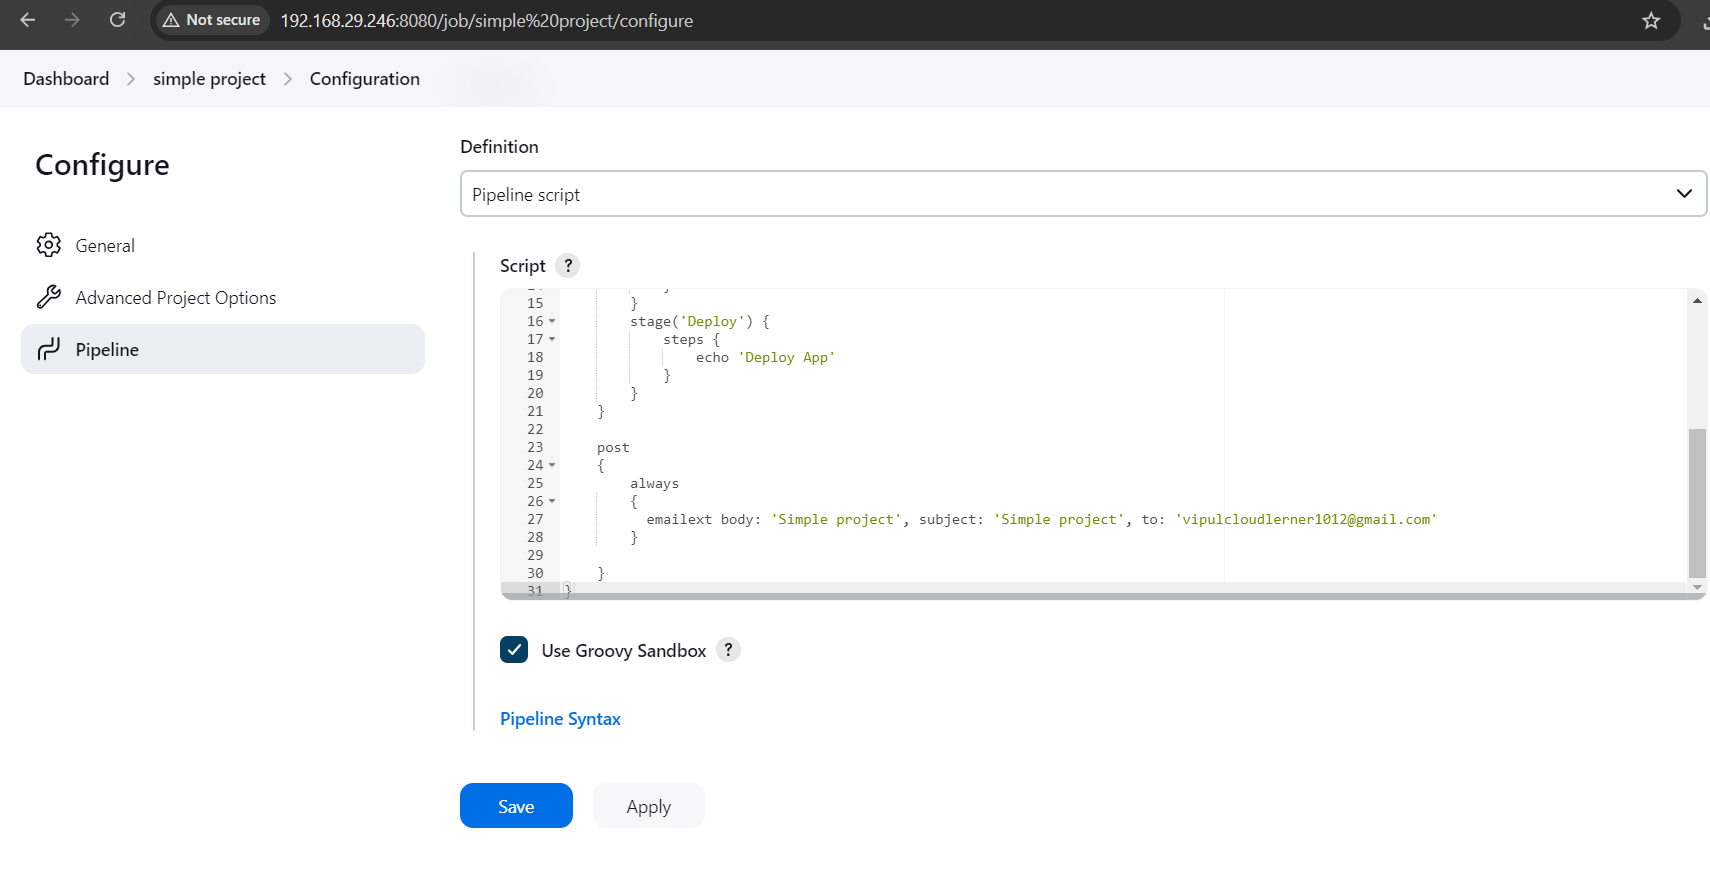 Not secure 192.168.29.246:8080/job/simple%20project/configure
Dashboard > simple project > Configuration
Configure
General
Advanced Project Options
Pipeline
Definition
Pipeline script
Script ?
15 }
16 stage('Deploy') {
17 steps {
18 echo 'Deploy App'
19 }
20 }
21 }
22
23 post
24 {
25 always
26 {
27 emailext body: 'Simple project', subject: 'Simple project', to: 'vipulcloudlerner1012@gmail.com'
28 }
29
30 }
31 }
Use Groovy Sandbox ?
Pipeline Syntax
Save
Apply